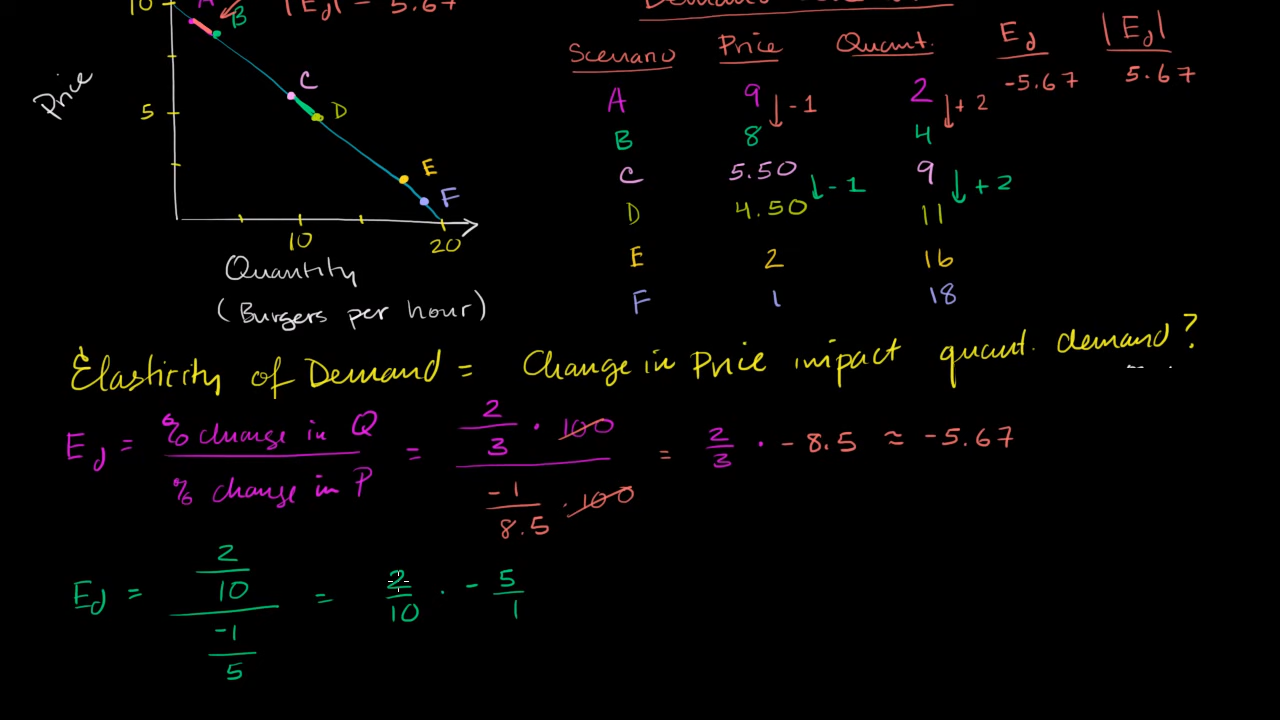 10
A
B
|Ed| = 5.67
Price
C
5
D
E
F
10
20
Quantity
(Burgers per hour)
Scenario Price Quant. Ed |Ed|
A 9 ↓-1 2 ↓+2 -5.67 5.67
B 8 4
C 5.50 ↓-1 9 ↓+2
D 4.50 11
E 2 16
F 1 18
Elasticity of Demand = Change in Price impact quant. demand?
Ed = % change in Q / % change in P = (2/3 · 100) / (-1/8.5 · 100) = 2/3 · -8.5 ≈ -5.67
Ed = (2/10) / (-1/5) = 2/10 · -5/1